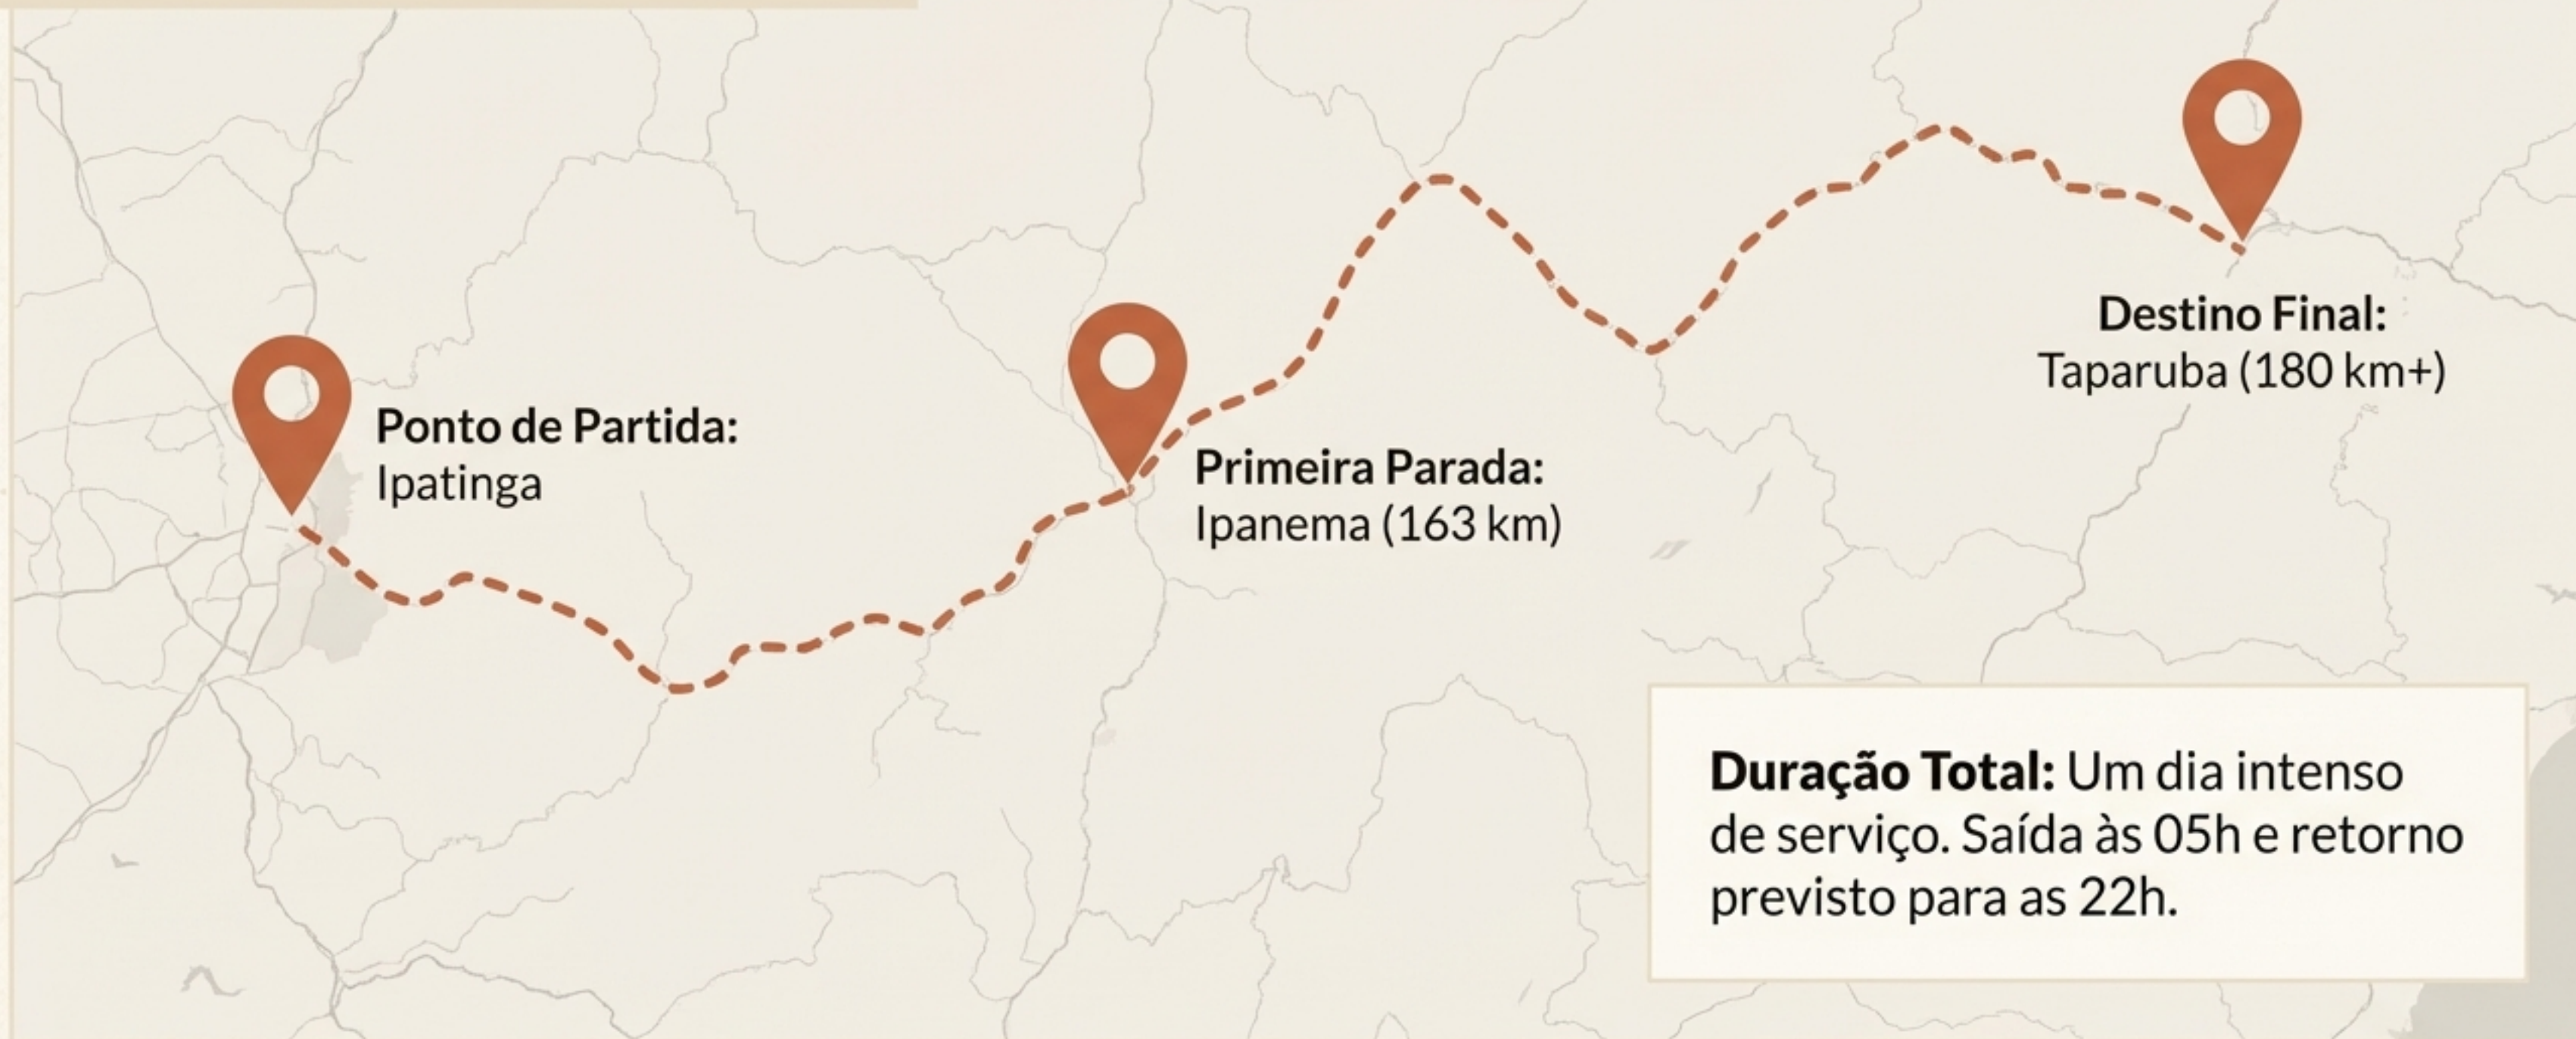 Ponto de Partida:
Ipatinga
Primeira Parada:
Ipanema (163 km)
Destino Final:
Taparuba (180 km+)
Duração Total: Um dia intenso
de serviço. Saída às 05h e retorno
previsto para as 22h.